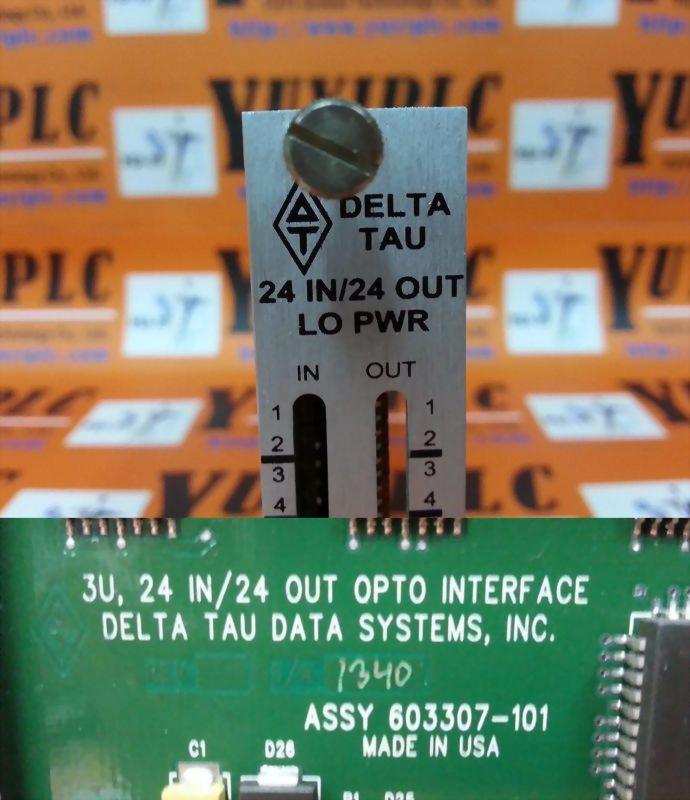 YUXIPLC
DELTA
TAU
24 IN/24 OUT
LO PWR
IN OUT
1 1
2 2
3 3
4 4
3U, 24 IN/24 OUT OPTO INTERFACE
DELTA TAU DATA SYSTEMS, INC.
1340
ASSY 603307-101
MADE IN USA
C1 D26
D25